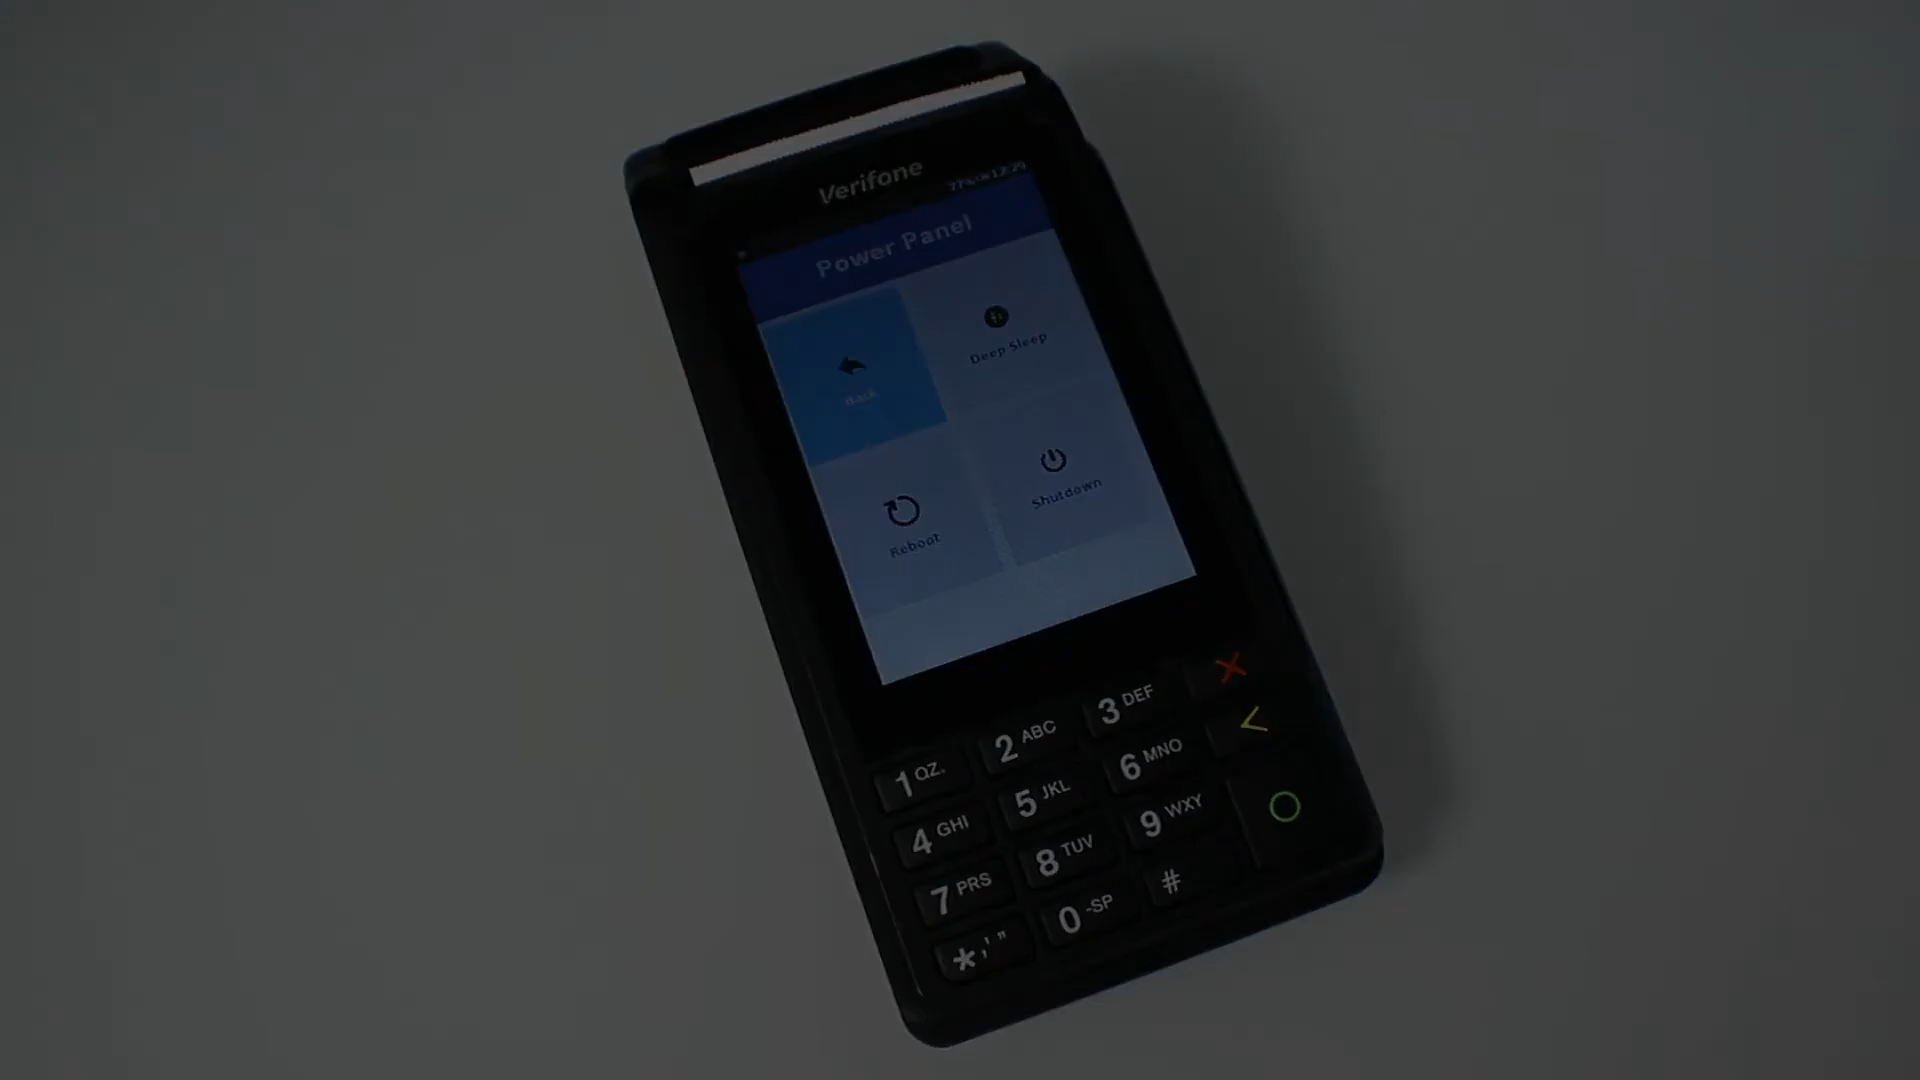 Verifone
Power Panel
Back
Deep Sleep
Reboot
Shutdown
1 QZ.
2 ABC
3 DEF
4 GHI
5 JKL
6 MNO
7 PRS
8 TUV
9 WXY
*,'"
0 -SP
#